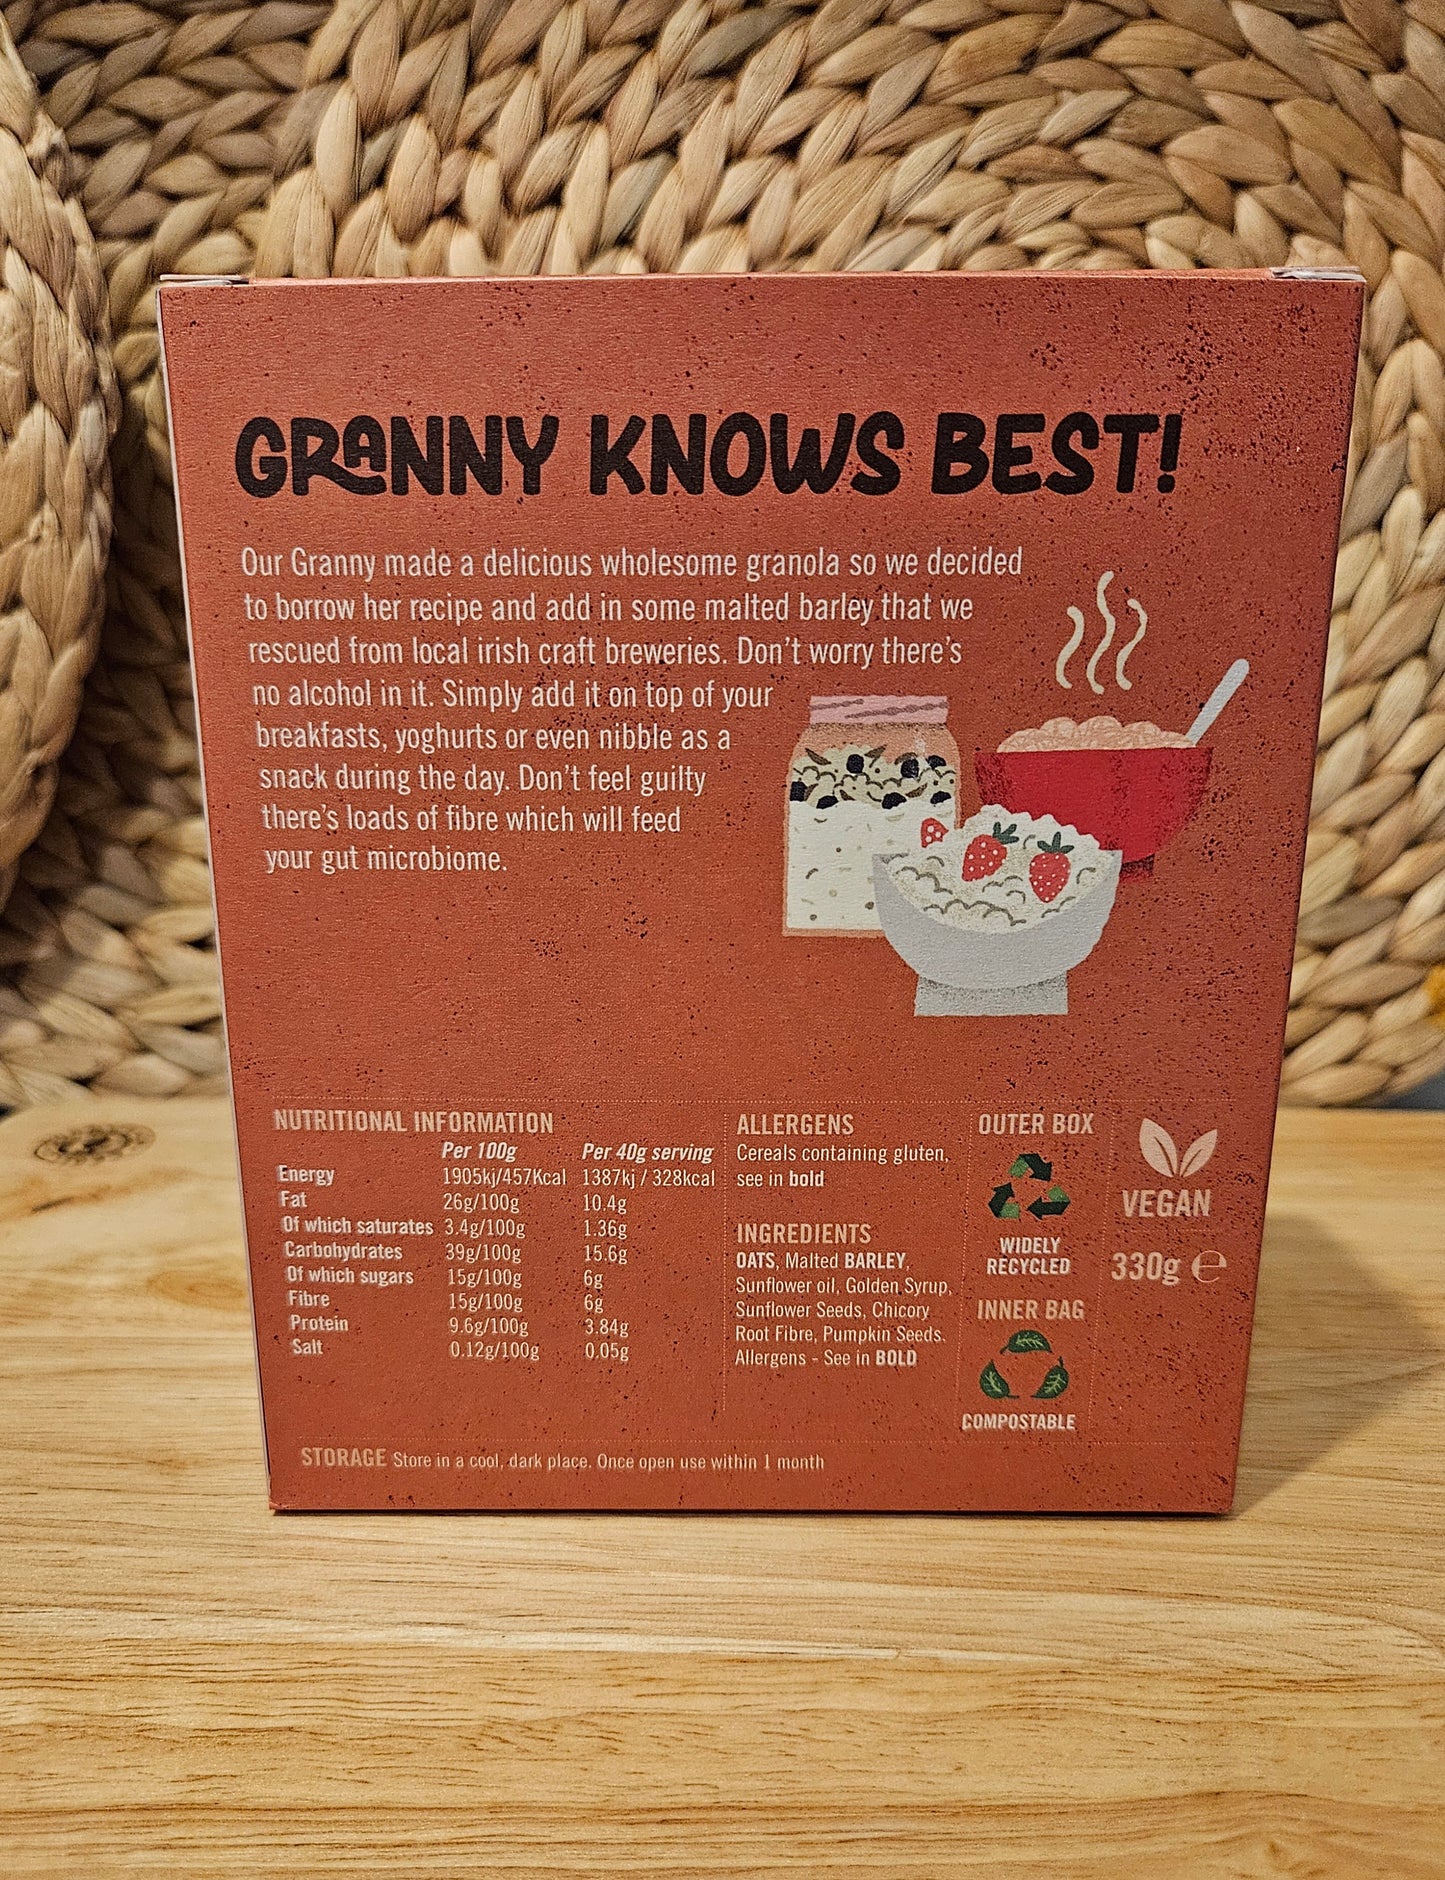 GRANNY KNOWS BEST!
Our Granny made a delicious wholesome granola so we decided
to borrow her recipe and add in some malted barley that we
rescued from local irish craft breweries. Don't worry there's
no alcohol in it. Simply add it on top of your
breakfasts, yoghurts or even nibble as a
snack during the day. Don't feel guilty
there's loads of fibre which will feed
your gut microbiome.
NUTRITIONAL INFORMATION
Per 100g Per 40g serving
Energy 1905kj/457Kcal 1387kj / 328kcal
Fat 26g/100g 10.4g
Of which saturates 3.4g/100g 1.36g
Carbohydrates 39g/100g 15.6g
Of which sugars 15g/100g 6g
Fibre 15g/100g 6g
Protein 9.6g/100g 3.84g
Salt 0.12g/100g 0.05g
ALLERGENS
Cereals containing gluten,
see in bold
INGREDIENTS
OATS, Malted BARLEY,
Sunflower oil, Golden Syrup,
Sunflower Seeds, Chicory
Root Fibre, Pumpkin Seeds.
Allergens - See in BOLD
OUTER BOX
WIDELY
RECYCLED
INNER BAG
COMPOSTABLE
VEGAN
330g ℮
STORAGE Store in a cool, dark place. Once open use within 1 month